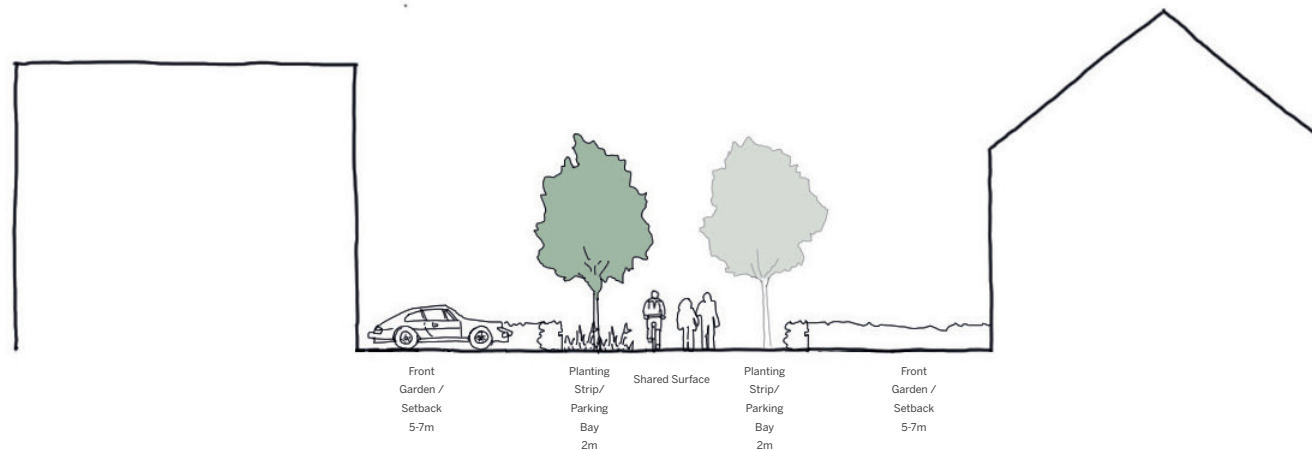 Front
Garden /
Setback
5-7m
Planting
Strip/
Parking
Bay
2m
Shared Surface
Planting
Strip/
Parking
Bay
2m
Front
Garden /
Setback
5-7m